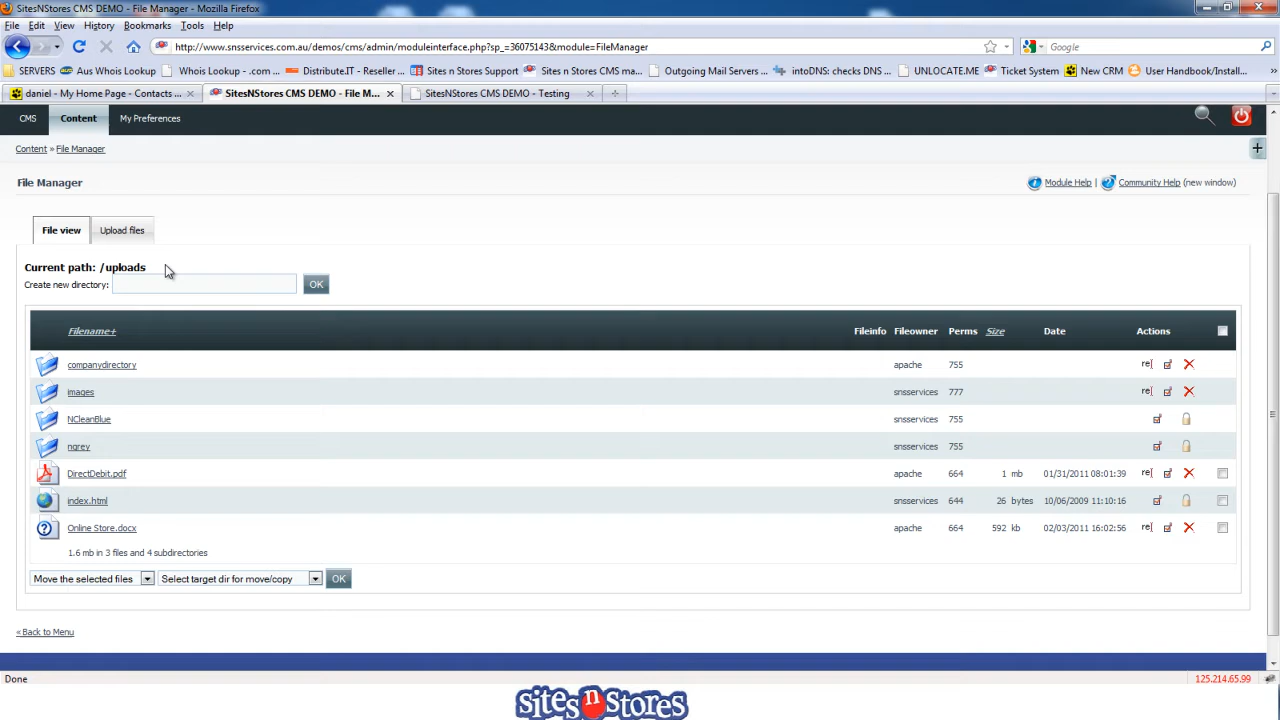 SitesNStores CMS DEMO - File Manager - Mozilla Firefox
File Edit View History Bookmarks Tools Help
http://www.snsservices.com.au/demos/cms/admin/moduleinterface.php?sp_=36075143&module=FileManager
Google
SERVERS Aus Whois Lookup Whois Lookup - .com ... Distribute.IT - Reseller ... Sites n Stores Support Sites n Stores CMS ma... Outgoing Mail Servers ... intoDNS: checks DNS ... UNLOCATE.ME Ticket System New CRM User Handbook/Install...
daniel - My Home Page - Contacts ... SitesNStores CMS DEMO - File M... SitesNStores CMS DEMO - Testing
CMS Content My Preferences
Content » File Manager
File Manager Module Help | Community Help (new window)
File view Upload files
Current path: /uploads
Create new directory: OK
Filename+ Fileinfo Fileowner Perms Size Date Actions
companydirectory apache 755
images snsservices 777
NCleanBlue snsservices 755
ngrey snsservices 755
DirectDebit.pdf apache 664 1 mb 01/31/2011 08:01:39
index.html snsservices 644 26 bytes 10/06/2009 11:10:16
Online Store.docx apache 664 592 kb 02/03/2011 16:02:56
1.6 mb in 3 files and 4 subdirectories
Move the selected files Select target dir for move/copy OK
« Back to Menu
Done 125.214.65.99
sites n stores